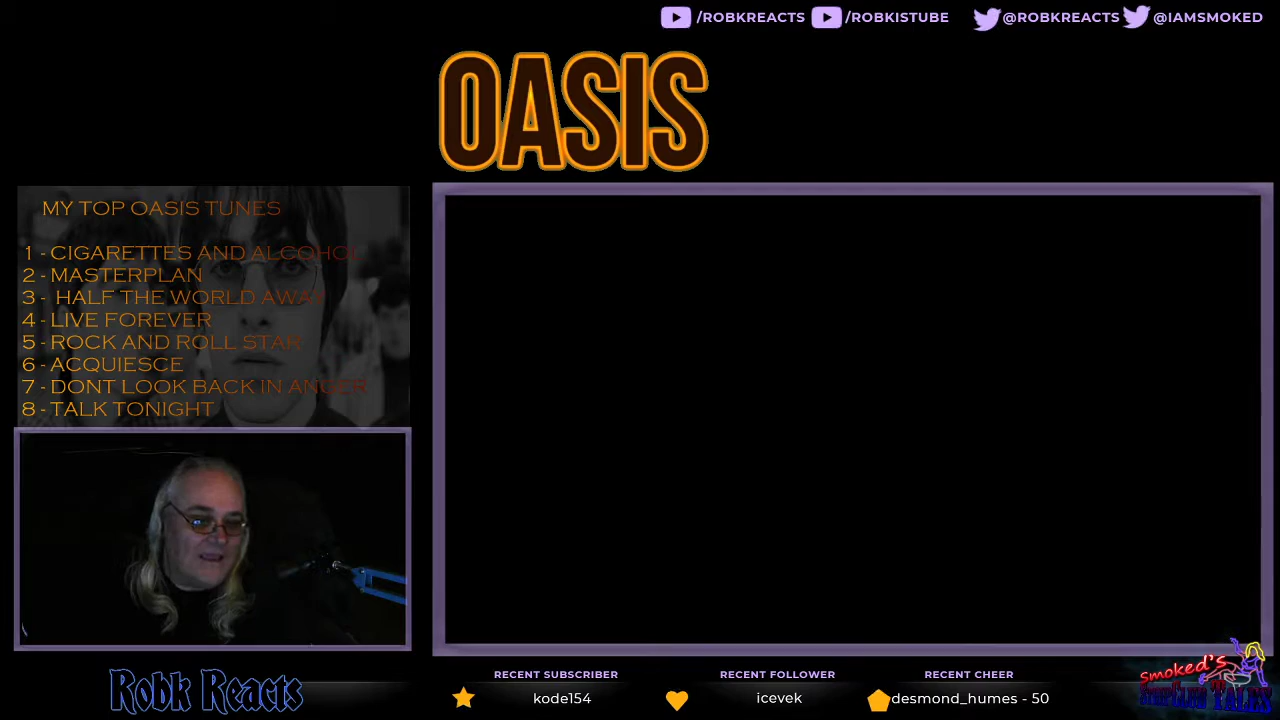 /ROBKREACTS /ROBKISTUBE @ROBKREACTS @IAMSMOKED
OASIS
MY TOP OASIS TUNES
1 - CIGARETTES AND ALCOHOL
2 - MASTERPLAN
3 - HALF THE WORLD AWAY
4 - LIVE FOREVER
5 - ROCK AND ROLL STAR
6 - ACQUIESCE
7 - DONT LOOK BACK IN ANGER
8 - TALK TONIGHT
Robk Reacts
RECENT SUBSCRIBER
kode154
RECENT FOLLOWER
icevek
RECENT CHEER
desmond_humes - 50
Smoked's
TALES